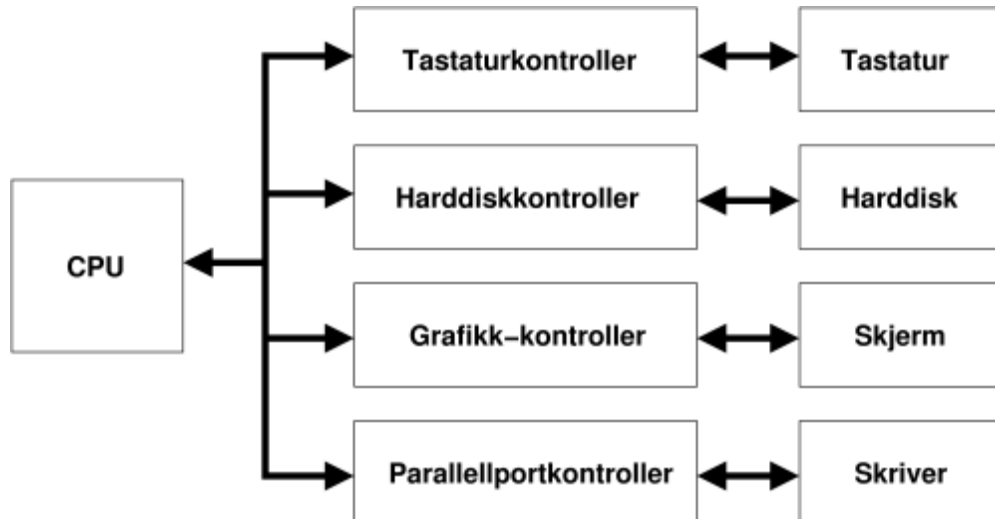 Tastaturkontroller
Tastatur
Harddiskkontroller
Harddisk
CPU
Grafikk-kontroller
Skjerm
Parallellportkontroller
Skriver